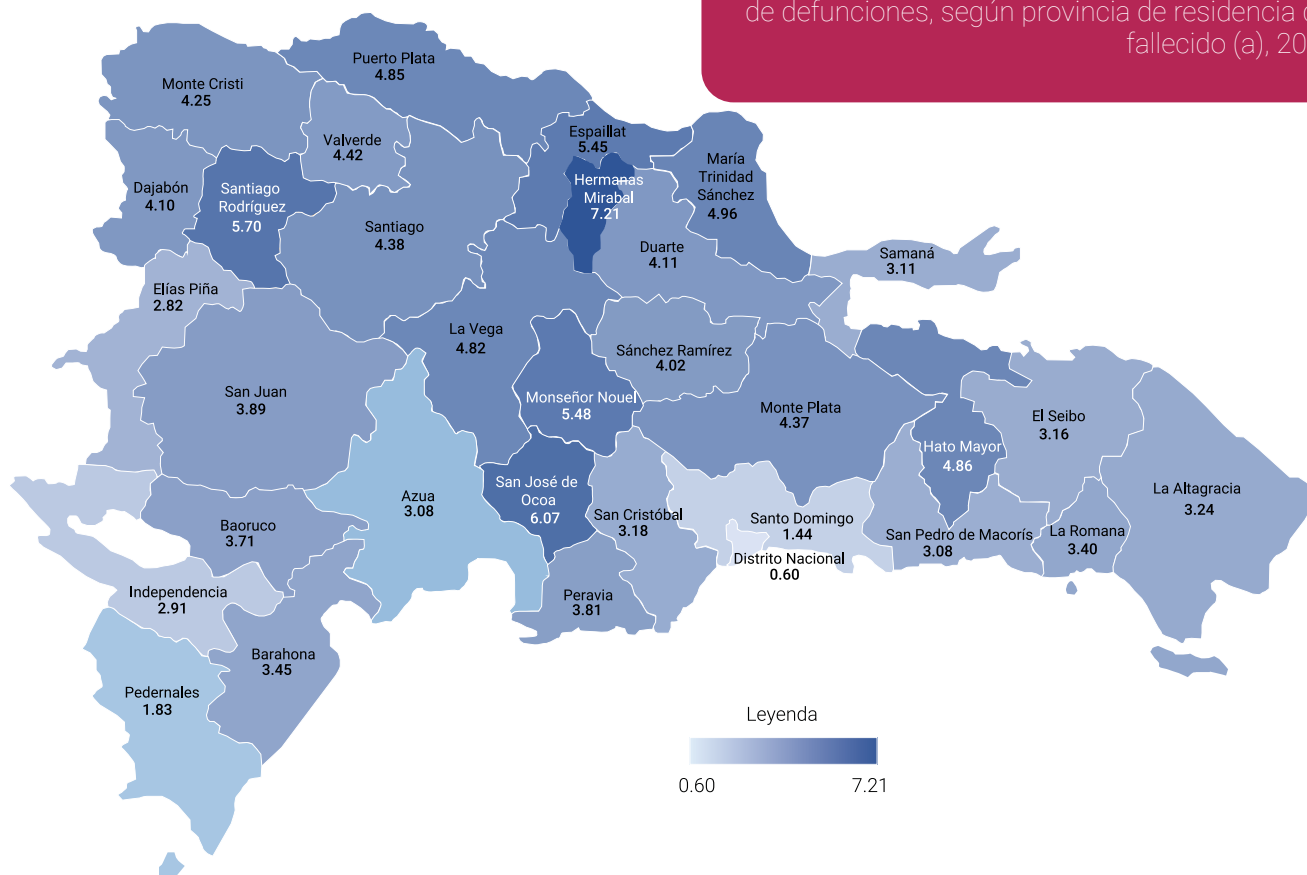 de defunciones, según provincia de residencia
fallecido (a), 20
Puerto Plata
4.85
Monte Cristi
4.25
Espaillat
5.45
Valverde
4.42
María
Trinidad
Sánchez
4.96
Hermanas
Mirabal
7.21
Dajabón
4.10
Santiago
Rodríguez
5.70
Santiago
4.38
Duarte
4.11
Samaná
3.11
Elías Piña
2.82
La Vega
4.82
Sánchez Ramírez
4.02
San Juan
3.89
Monseñor Nouel
5.48
Monte Plata
4.37
El Seibo
3.16
Hato Mayor
4.86
San José de
Ocoa
6.07
Azua
3.08
La Altagracia
3.24
San Cristóbal
3.18
Santo Domingo
1.44
Baoruco
3.71
San Pedro de Macorís
3.08
La Romana
3.40
Distrito Nacional
0.60
Independencia
2.91
Peravia
3.81
Barahona
3.45
Pedernales
1.83
Leyenda
0.60
7.21